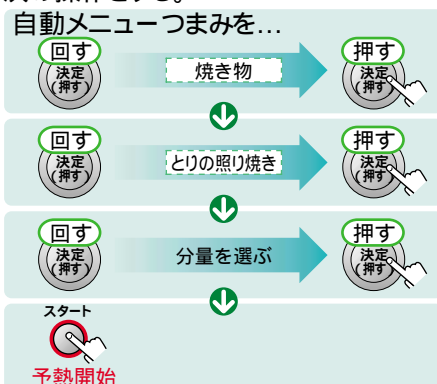 自動メニューつまみを…
回す 押す
決定 焼き物 決定
(押す) (押す)
回す 押す
決定 とりの照り焼き 決定
(押す) (押す)
回す 押す
決定 分量を選ぶ 決定
(押す) (押す)
スタート
予熱開始